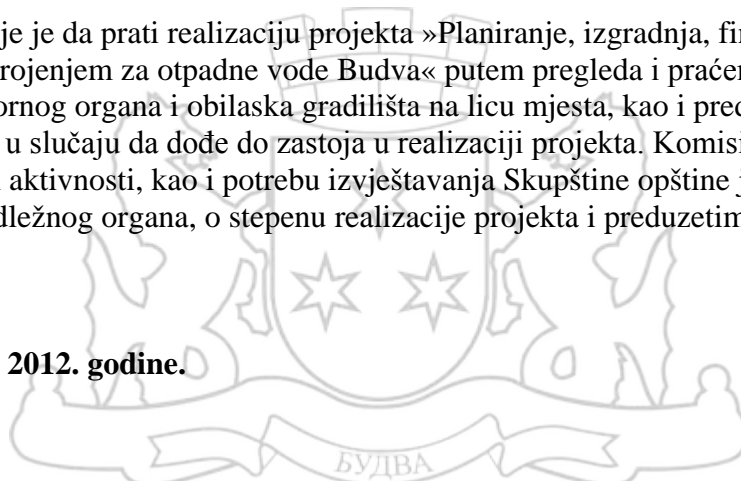 je je da prati realizaciju projekta »Planiranje, izgradnja, fin
rojenjem za otpadne vode Budva« putem pregleda i praćen
ornog organa i obilaska gradilišta na licu mjesta, kao i pred
u slučaju da dođe do zastoja u realizaciji projekta. Komisi
aktivnosti, kao i potrebu izvještavanja Skupštine opštine j
dležnog organa, o stepenu realizacije projekta i preduzetim
2012. godine.
БУДВА